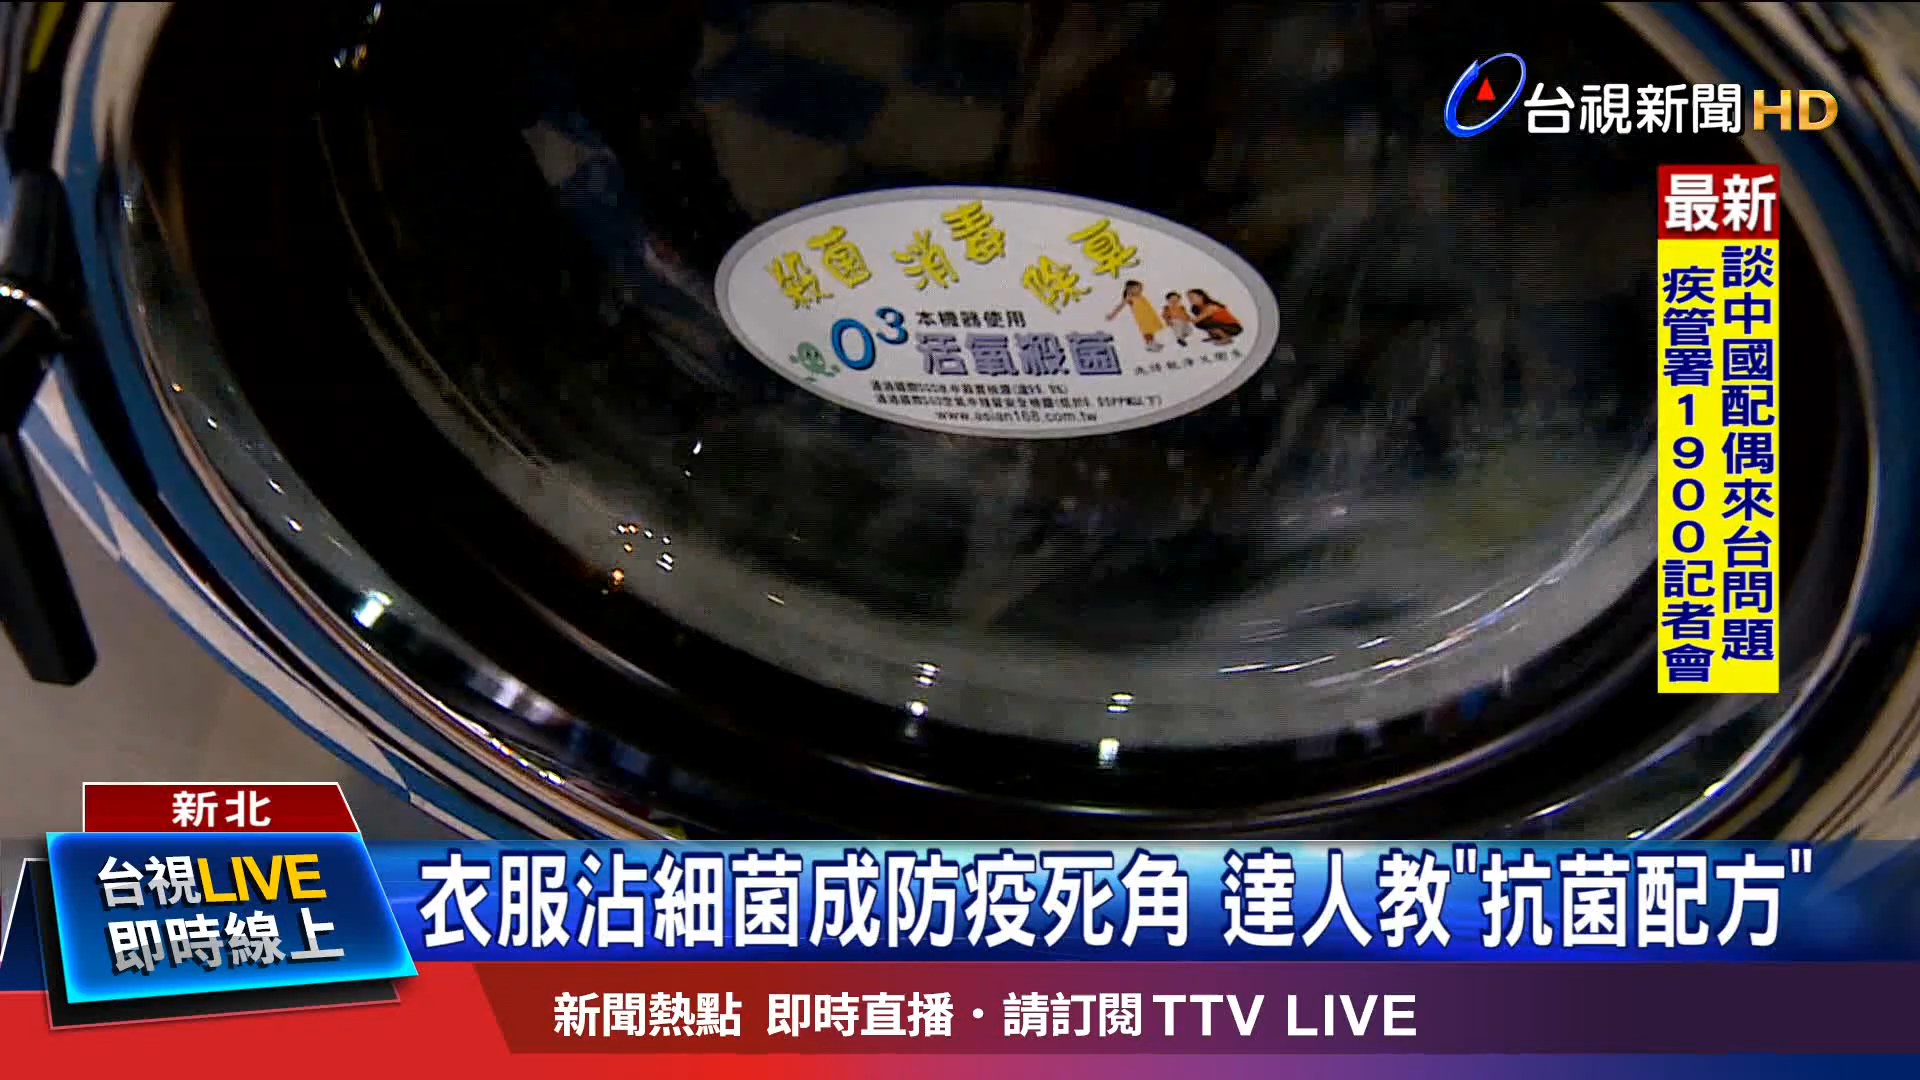 台視新聞HD
最新
談中國配偶來台問題
疾管署1900記者會
殺菌 消毒 除臭
O3 本機器使用
活氧殺菌
www.asian168.com.tw
新北
台視LIVE
即時線上
衣服沾細菌成防疫死角 達人教"抗菌配方"
新聞熱點 即時直播・請訂閱TTV LIVE